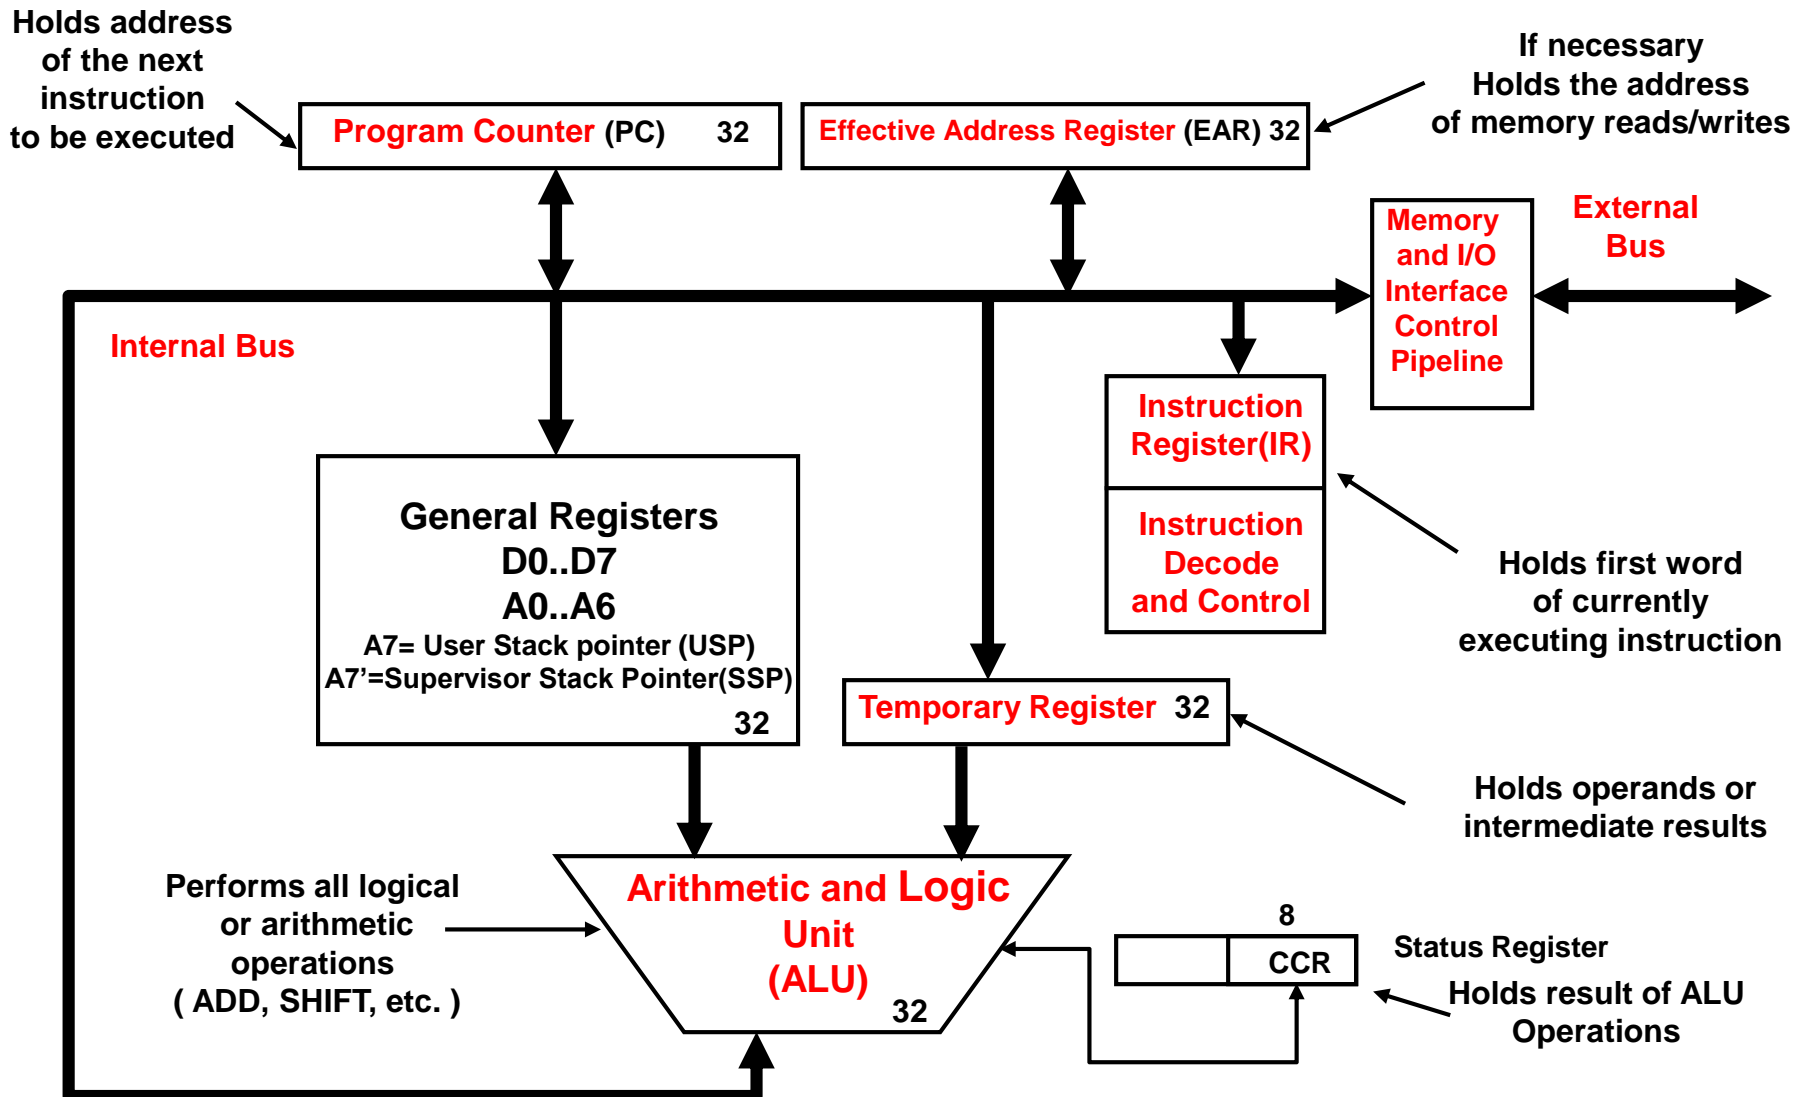 Holds address
of the next
instruction
to be executed
Program Counter (PC) 32
Effective Address Register (EAR) 32
If necessary
Holds the address
of memory reads/writes
Memory
and I/O
Interface
Control
Pipeline
External
Bus
Internal Bus
Instruction
Register(IR)
Instruction
Decode
and Control
Holds first word
of currently
executing instruction
General Registers
D0..D7
A0..A6
A7= User Stack pointer (USP)
A7’=Supervisor Stack Pointer(SSP)
32
Temporary Register 32
Holds operands or
intermediate results
Performs all logical
or arithmetic
operations
( ADD, SHIFT, etc. )
Arithmetic and Logic
Unit
(ALU)
32
8
CCR
Status Register
Holds result of ALU
Operations